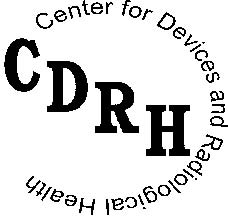 Center for Devices and Radiological Health
CDRH